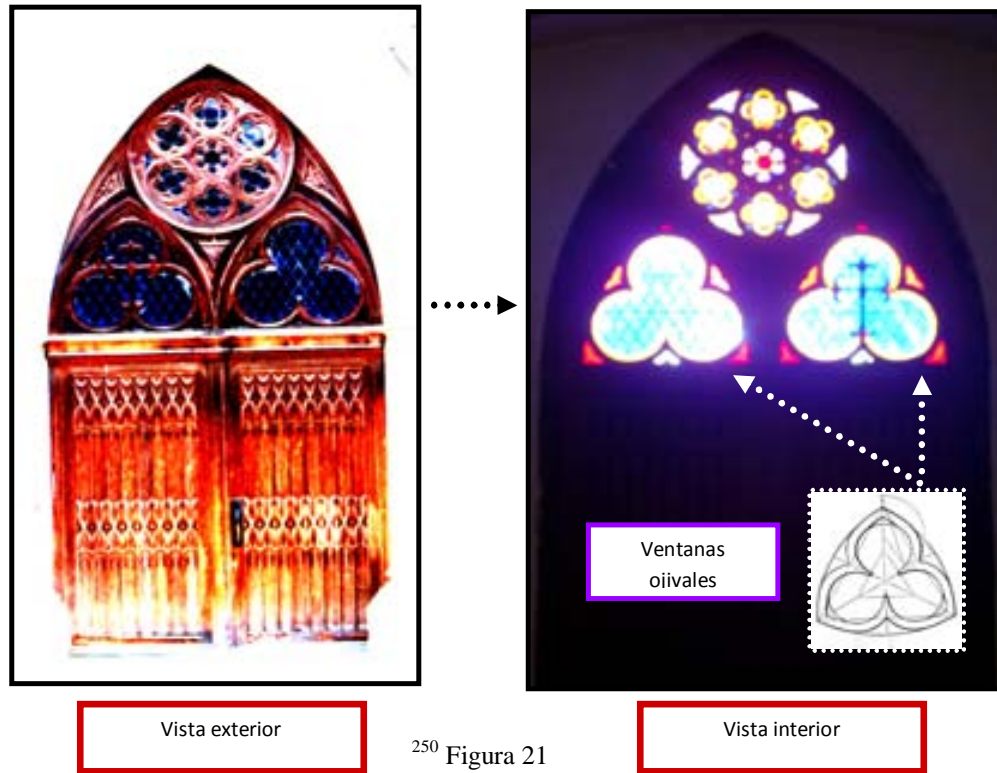 Ventanas
ojivales
Vista exterior
Vista interior
250 Figura 21